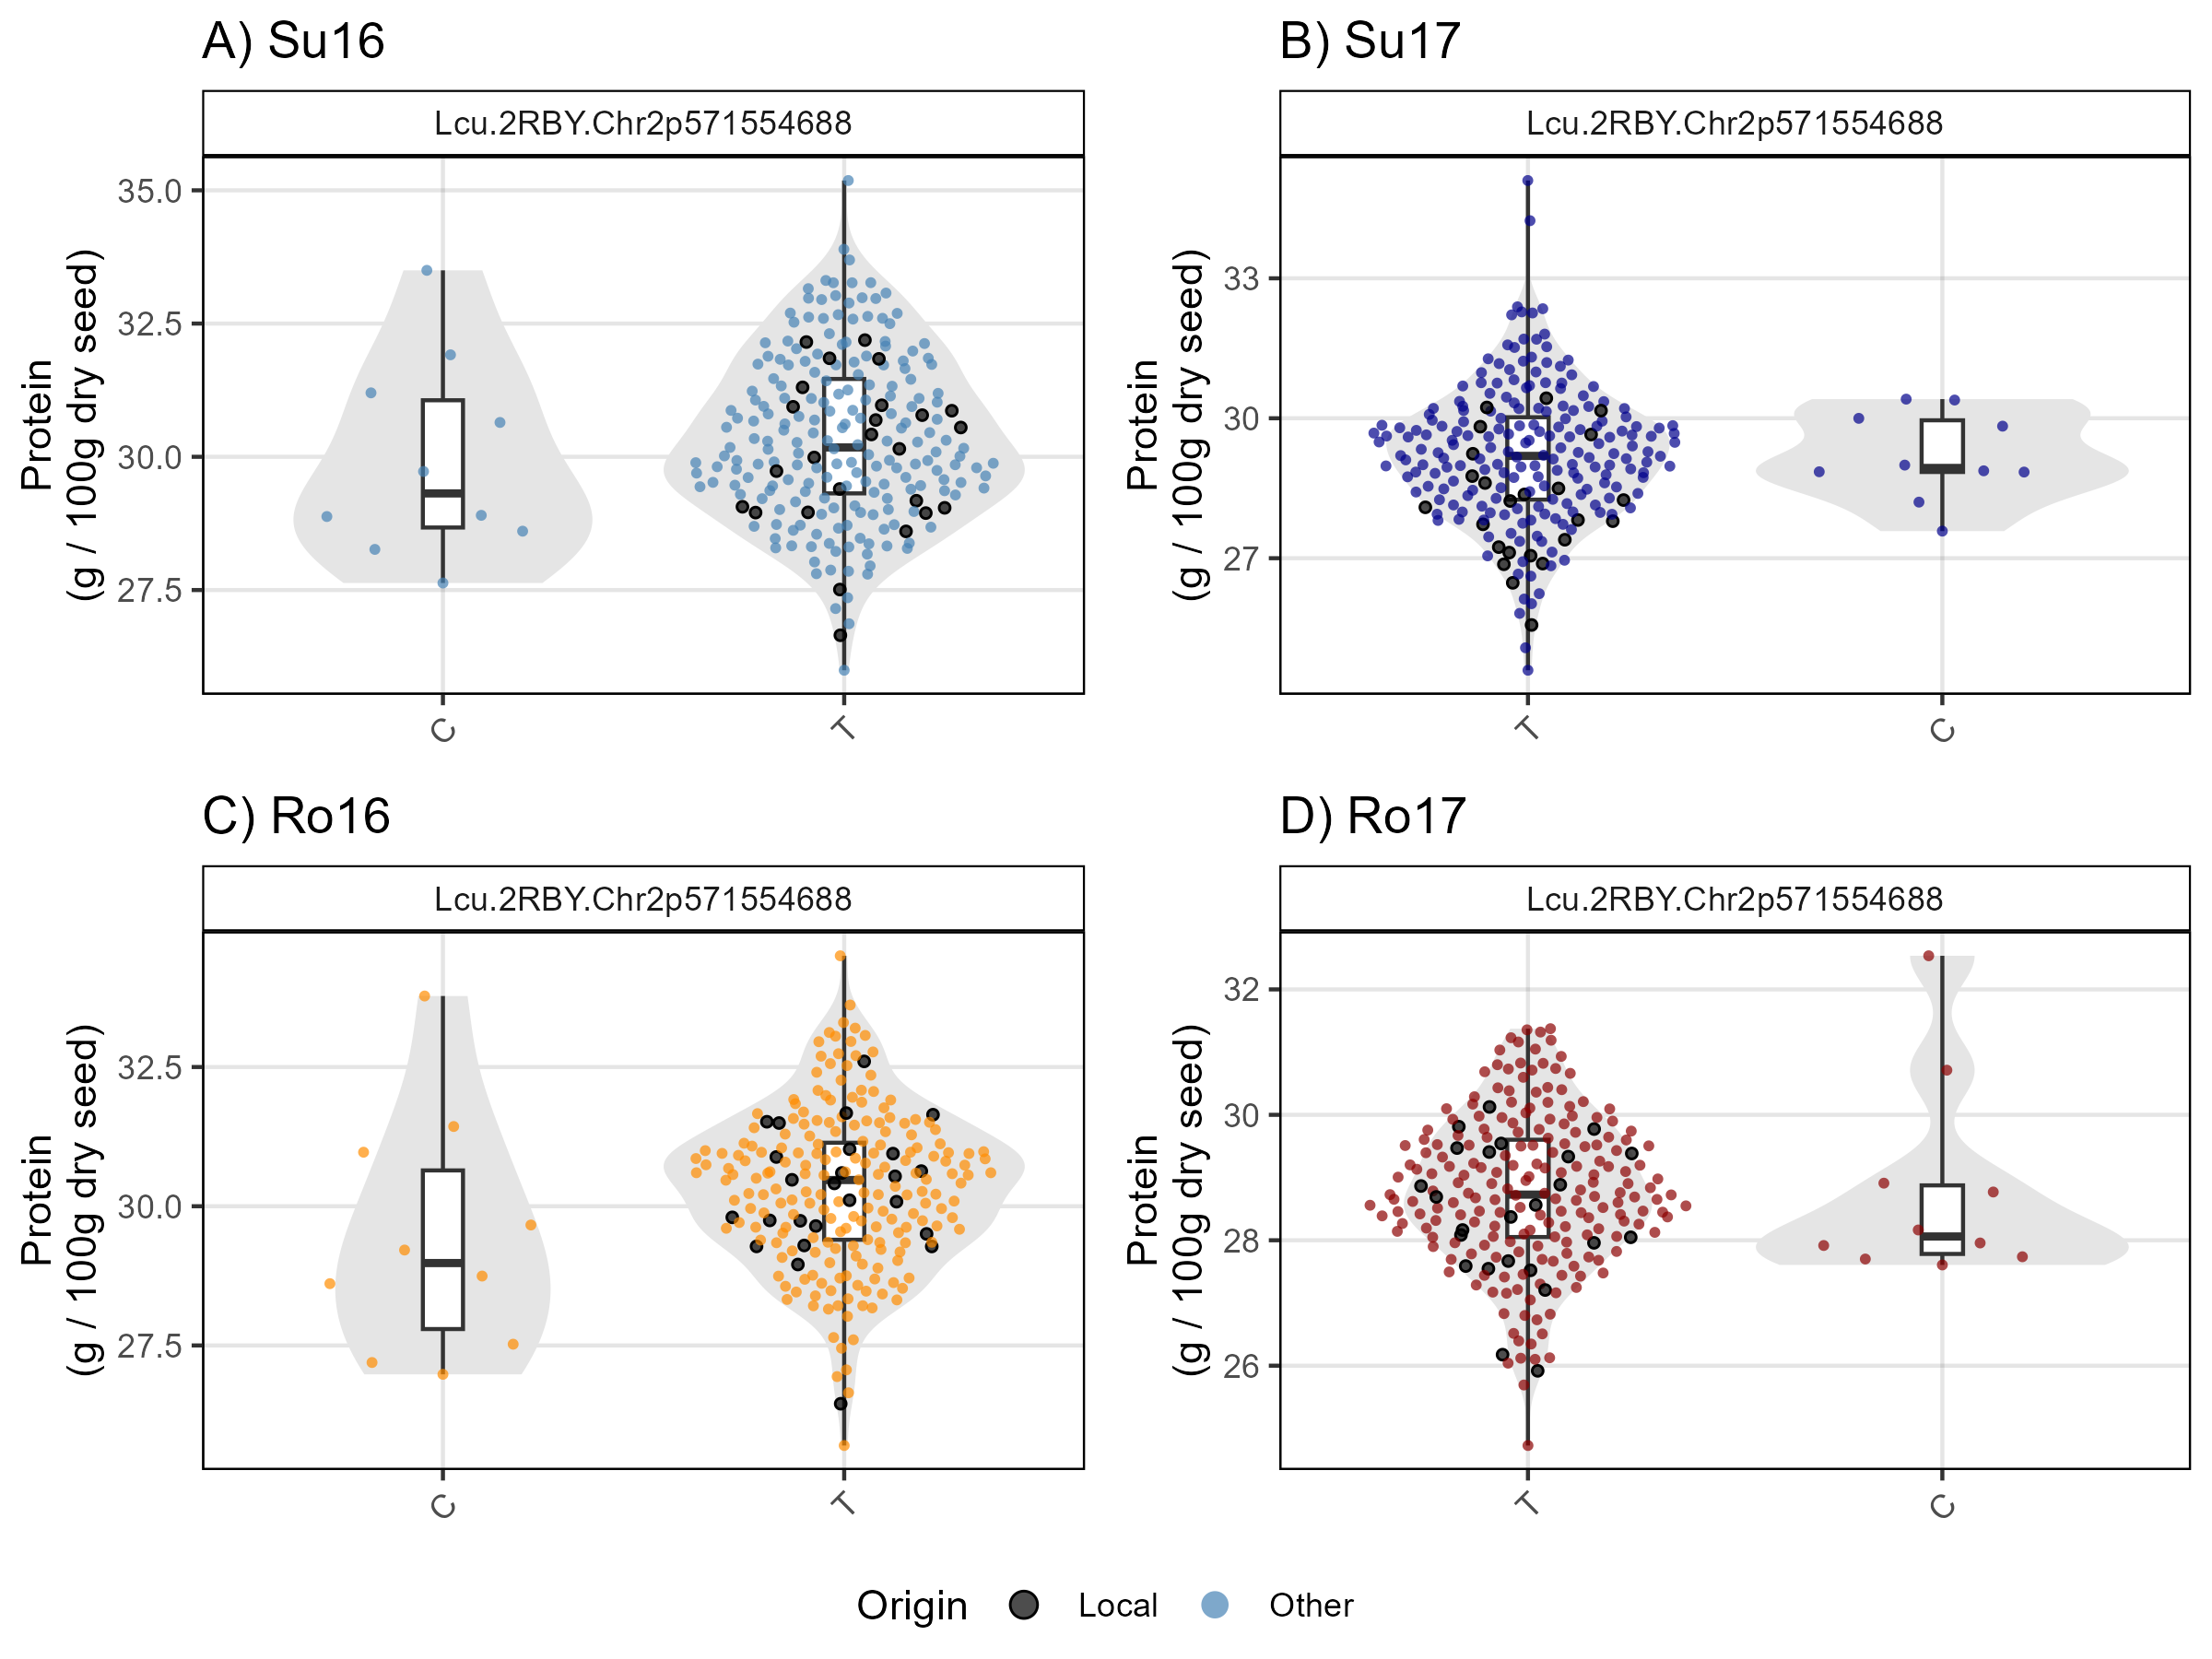 A) Su16
Lcu.2RBY.Chr2p571554688
Protein
(g / 100g dry seed)
35.0
32.5
30.0
27.5
C
T
B) Su17
Lcu.2RBY.Chr2p571554688
Protein
(g / 100g dry seed)
33
30
27
T
C
C) Ro16
Lcu.2RBY.Chr2p571554688
Protein
(g / 100g dry seed)
32.5
30.0
27.5
C
T
D) Ro17
Lcu.2RBY.Chr2p571554688
Protein
(g / 100g dry seed)
32
30
28
26
T
C
Origin Local Other